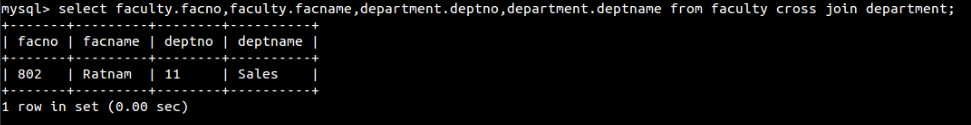 mysql> select faculty.facno,faculty.facname,department.deptno,department.deptname from faculty cross join department;
+-------+---------+--------+----------+
| facno | facname | deptno | deptname |
+-------+---------+--------+----------+
| 802   | Ratnam  | 11     | Sales    |
+-------+---------+--------+----------+
1 row in set (0.00 sec)